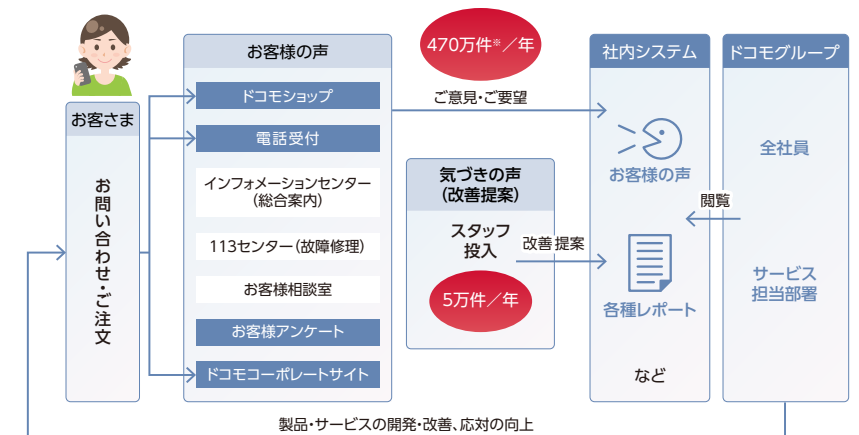 お客さま
お問い合わせ・ご注文
お客様の声
ドコモショップ
電話受付
インフォメーションセンター
(総合案内)
113センター(故障修理)
お客様相談室
お客様アンケート
ドコモコーポレートサイト
470万件※／年
ご意見・ご要望
気づきの声
(改善提案)
スタッフ
投入
5万件／年
改善提案
社内システム
お客様の声
各種レポート
など
閲覧
ドコモグループ
全社員
サービス
担当部署
製品・サービスの開発・改善、応対の向上